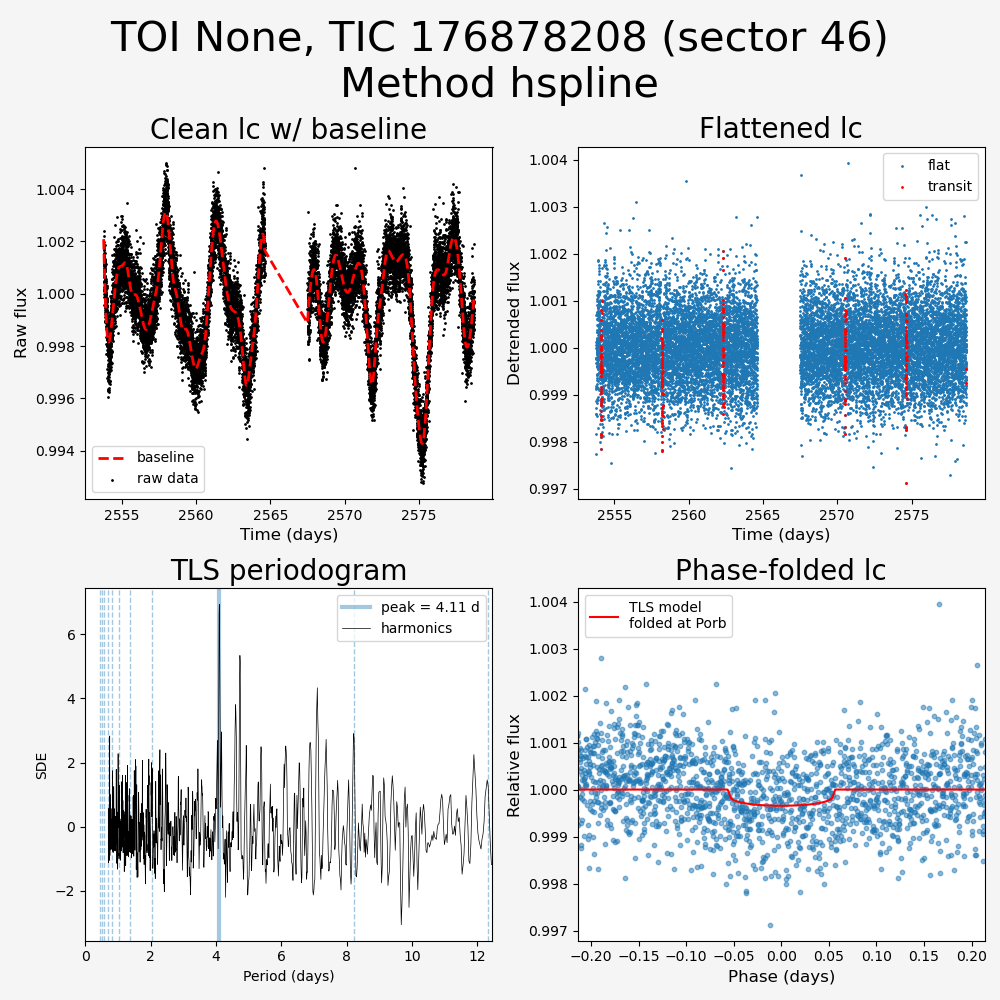 TOI None, TIC 176878208 (sector 46)
Method hspline
Clean lc w/ baseline
Raw flux
1.004
1.002
1.000
0.998
0.996
0.994
baseline
raw data
2555
2560
2565
2570
2575
Time (days)
Flattened lc
Detrended flux
1.004
1.003
1.002
1.001
1.000
0.999
0.998
0.997
flat
transit
2555
2560
2565
2570
2575
Time (days)
TLS periodogram
SDE
6
4
2
0
−2
peak = 4.11 d
harmonics
0
2
4
6
8
10
12
Period (days)
Phase-folded lc
Relative flux
1.004
1.003
1.002
1.001
1.000
0.999
0.998
0.997
TLS model
folded at Porb
−0.20
−0.15
−0.10
−0.05
0.00
0.05
0.10
0.15
0.20
Phase (days)